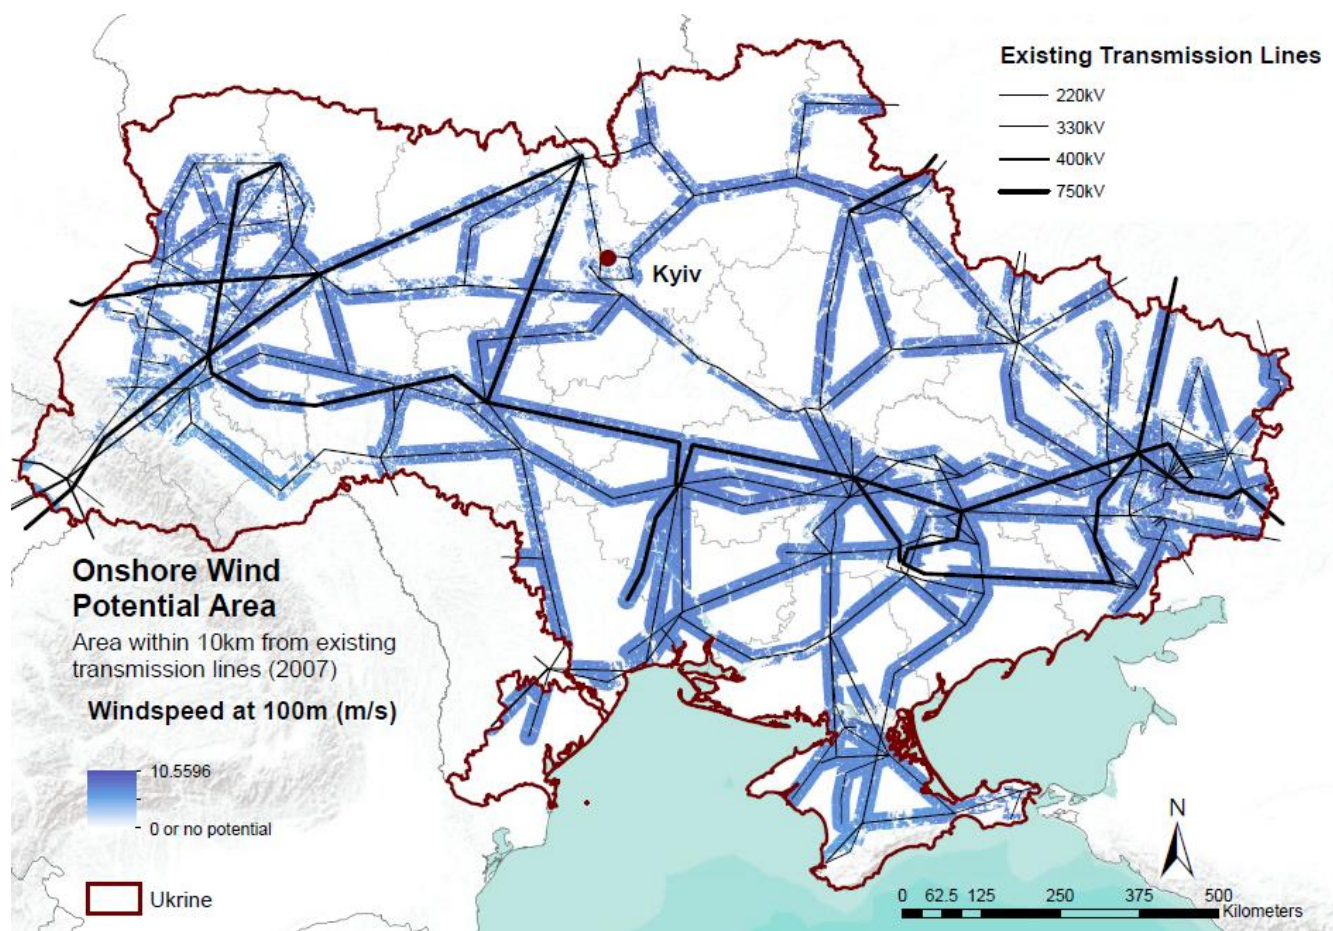 Existing Transmission Lines
220kV
330kV
400kV
750kV
Kyiv
Onshore Wind
Potential Area
Area within 10km from existing
transmission lines (2007)
Windspeed at 100m (m/s)
10.5596
0 or no potential
Ukrine
N
0 62.5 125 250 375 500
Kilometers